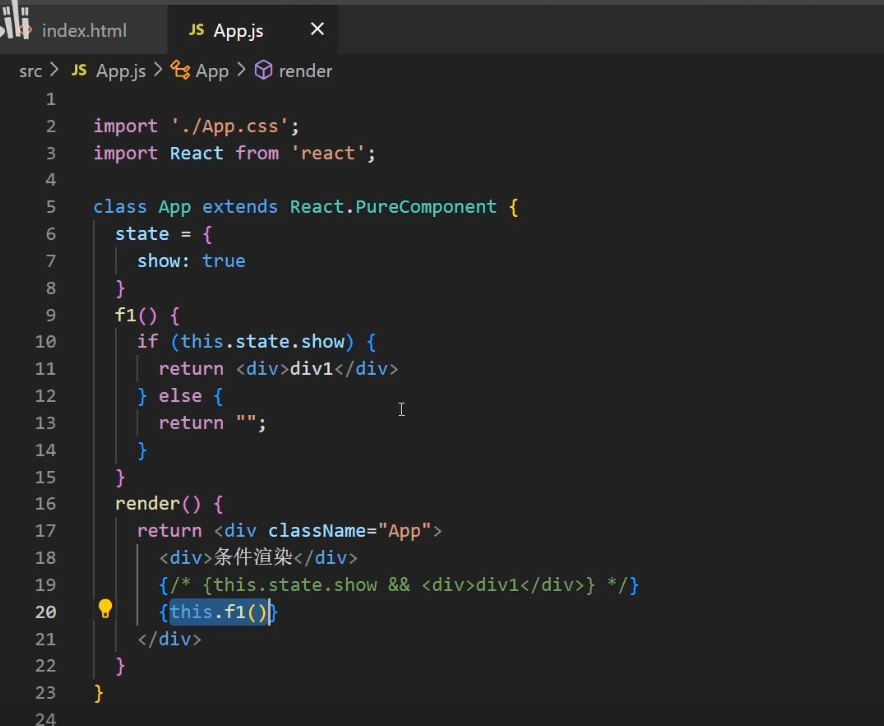 index.html
JS App.js ×
src > JS App.js > App > render
1
2 import './App.css';
3 import React from 'react';
4
5 class App extends React.PureComponent {
6 state = {
7 show: true
8 }
9 f1() {
10 if (this.state.show) {
11 return <div>div1</div>
12 } else {
13 return "";
14 }
15 }
16 render() {
17 return <div className="App">
18 <div>条件渲染</div>
19 {/* {this.state.show && <div>div1</div>} */}
20 {this.f1()}
21 </div>
22 }
23 }
24